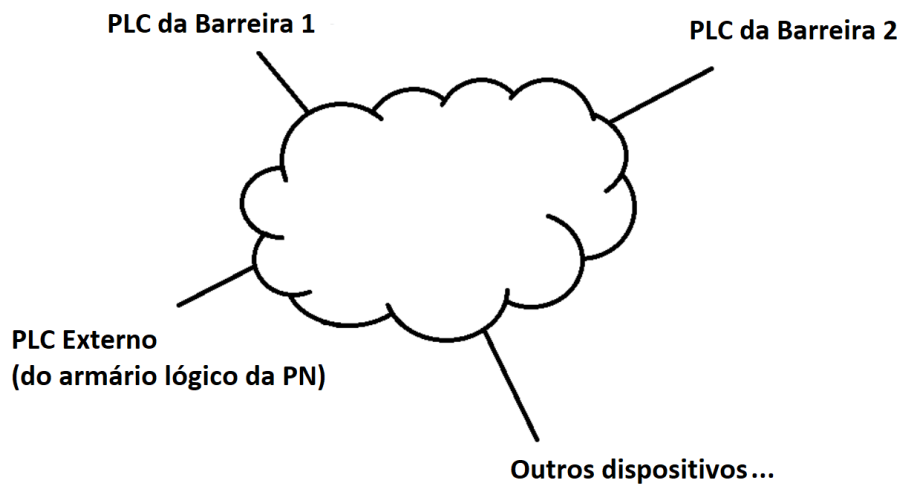 PLC da Barreira 1
PLC da Barreira 2
PLC Externo
(do armário lógico da PN)
Outros dispositivos...